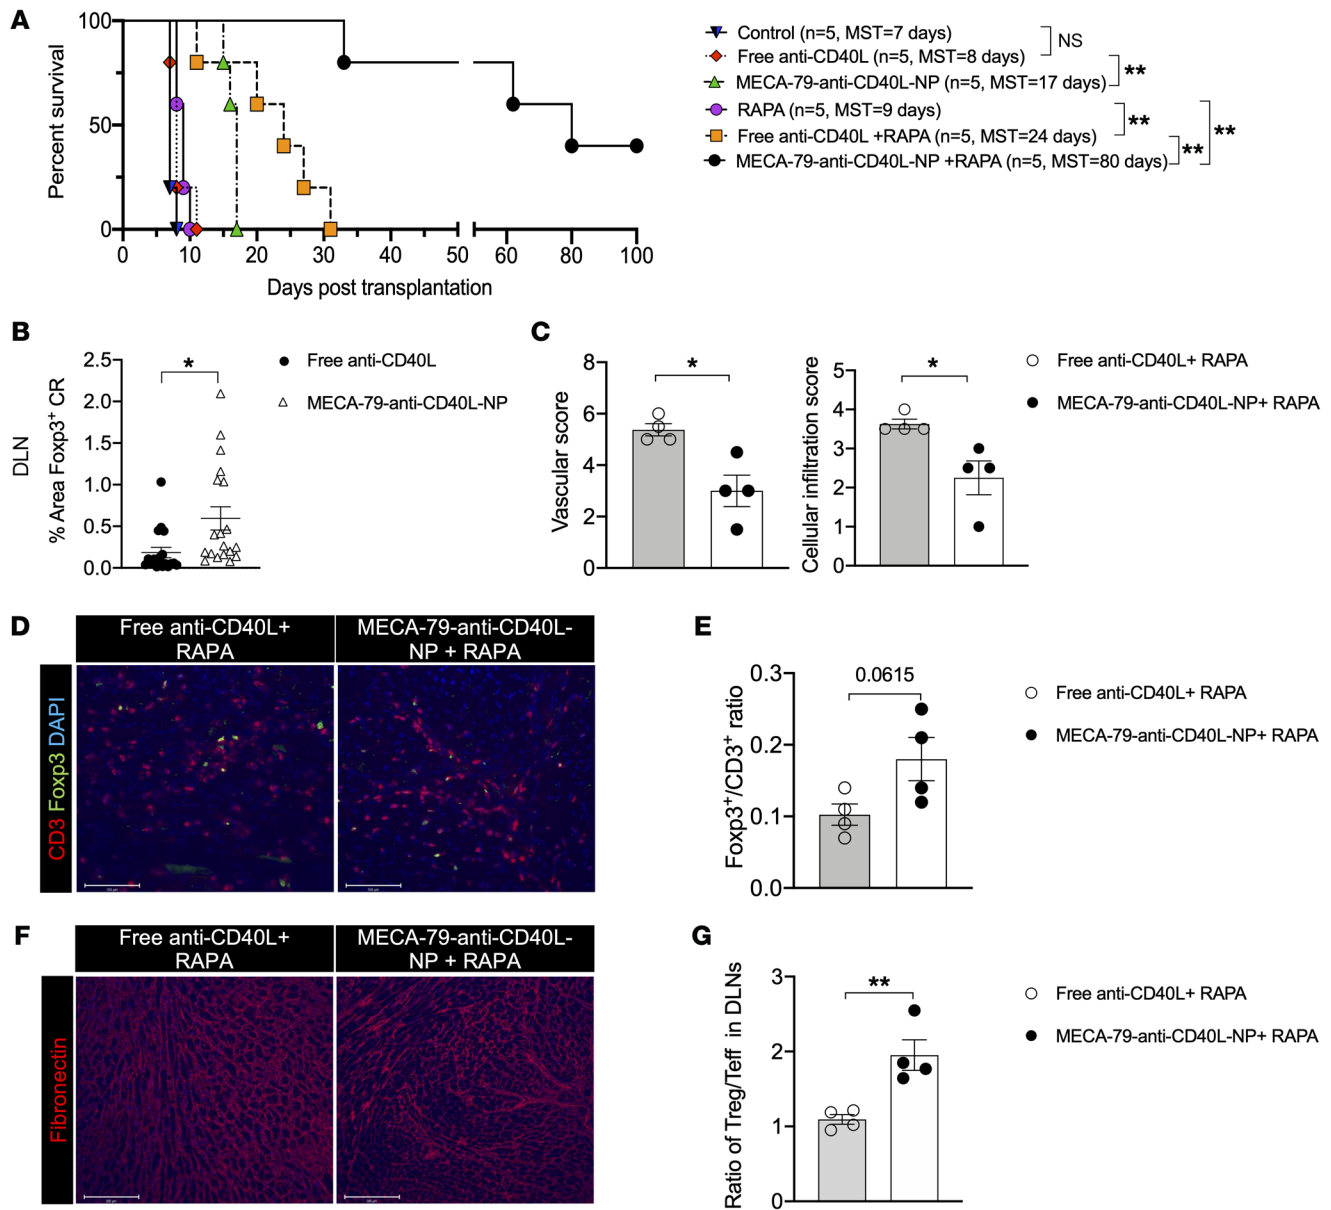 A
Percent survival
100
50
0
0 10 20 30 40 50 60 80 100
Days post transplantation
Control (n=5, MST=7 days)
NS
Free anti-CD40L (n=5, MST=8 days)
**
MECA-79-anti-CD40L-NP (n=5, MST=17 days)
RAPA (n=5, MST=9 days)
**
**
Free anti-CD40L +RAPA (n=5, MST=24 days)
**
MECA-79-anti-CD40L-NP +RAPA (n=5, MST=80 days)
B
DLN
% Area Foxp3+ CR
2.5
2.0
1.5
1.0
0.5
0.0
*
Free anti-CD40L
MECA-79-anti-CD40L-NP
C
Vascular score
8
6
4
2
0
*
Cellular infiltration score
5
4
3
2
1
0
*
Free anti-CD40L+ RAPA
MECA-79-anti-CD40L-NP+ RAPA
D
Free anti-CD40L+
RAPA
MECA-79-anti-CD40L-
NP + RAPA
CD3 Foxp3 DAPI
E
Foxp3+/CD3+ ratio
0.3
0.2
0.1
0.0
0.0615
Free anti-CD40L+ RAPA
MECA-79-anti-CD40L-NP+ RAPA
F
Free anti-CD40L+
RAPA
MECA-79-anti-CD40L-
NP + RAPA
Fibronectin
G
Ratio of Treg/Teff in DLNs
3
2
1
0
**
Free anti-CD40L+ RAPA
MECA-79-anti-CD40L-NP+ RAPA